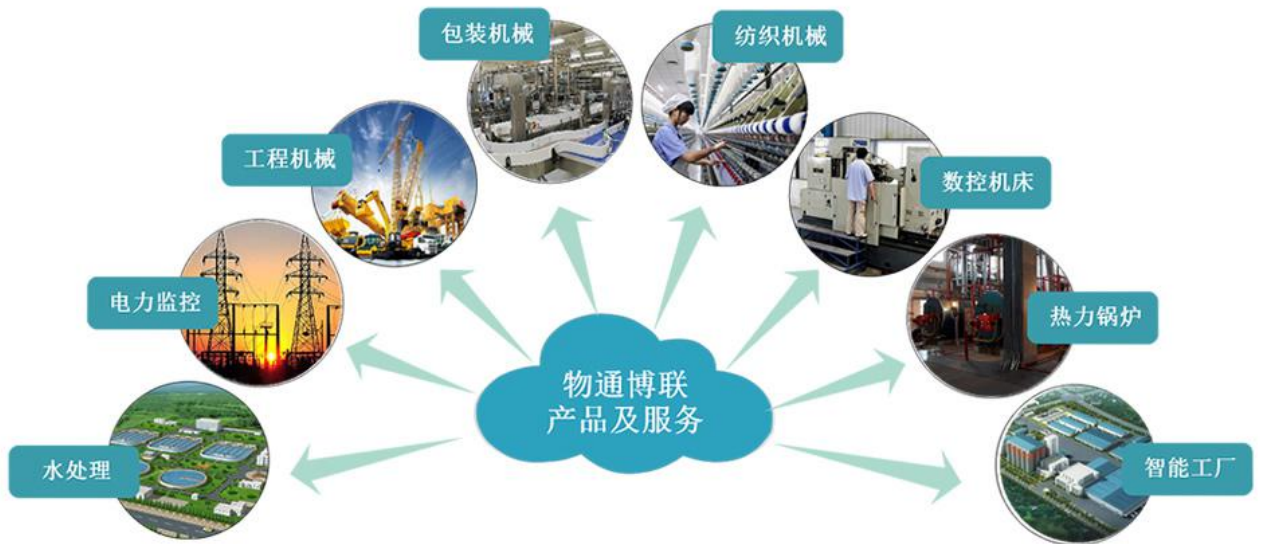 包装机械
纺织机械
工程机械
数控机床
电力监控
热力锅炉
物通博联
产品及服务
水处理
智能工厂